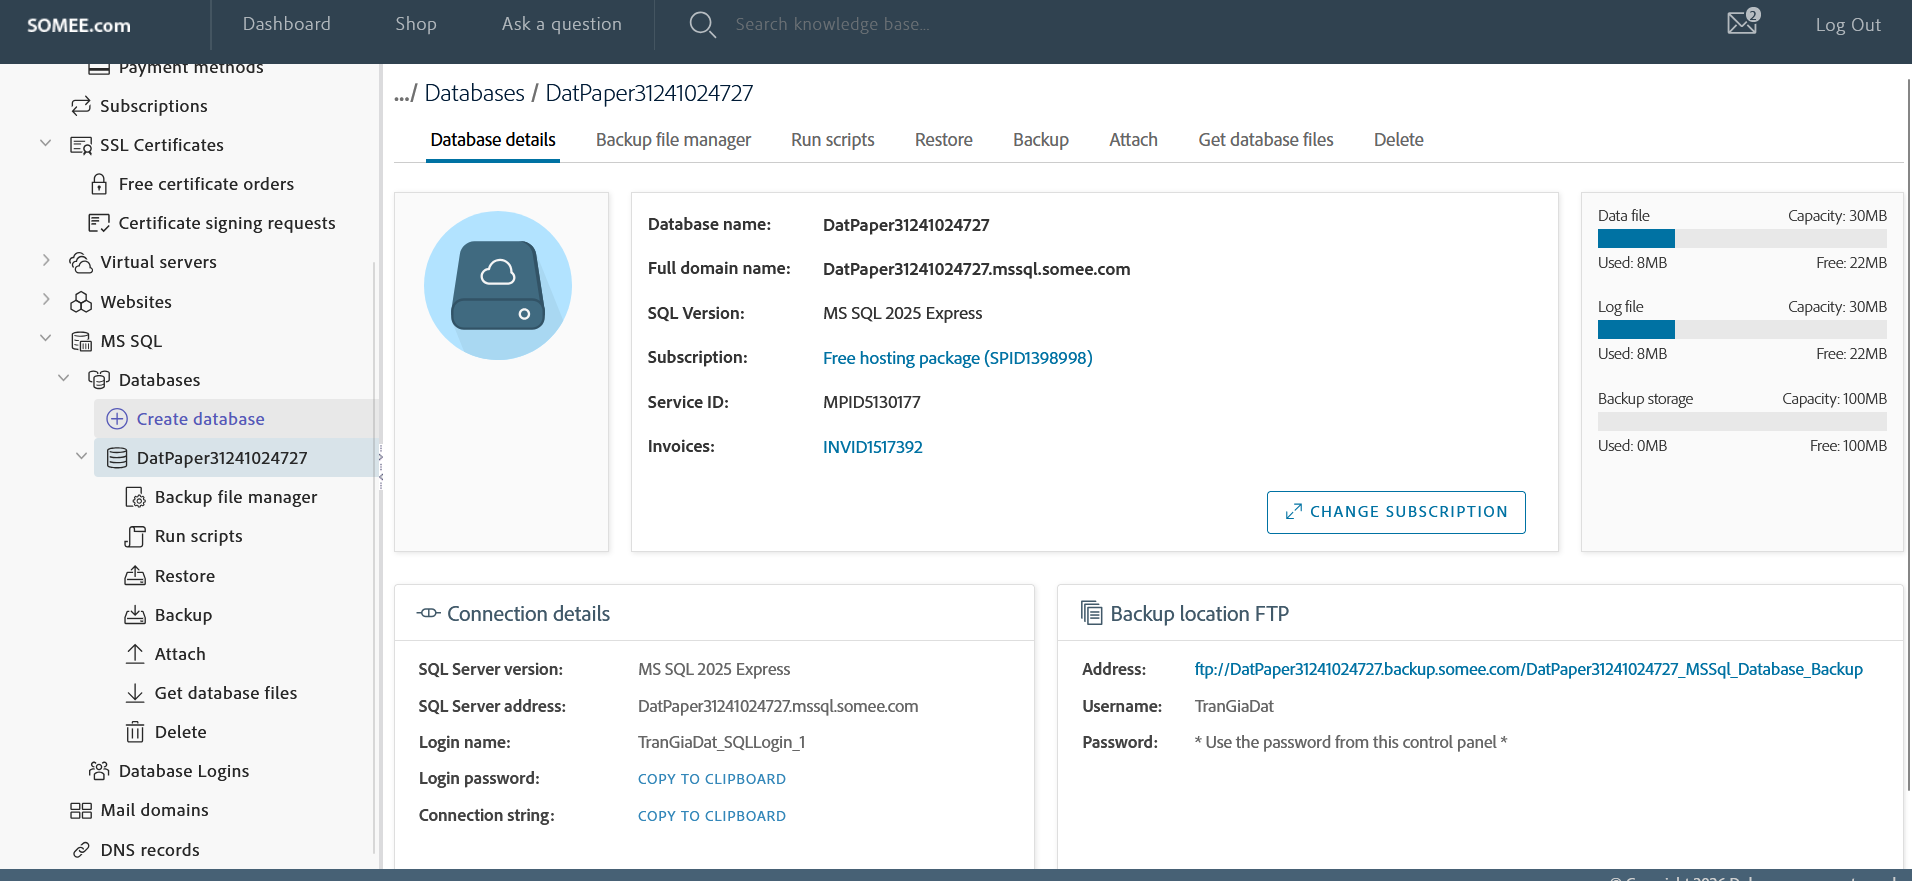 SOMEE.com
Dashboard
Shop
Ask a question
Search knowledge base...
2
Log Out
Payment methods
Subscriptions
SSL Certificates
Free certificate orders
Certificate signing requests
Virtual servers
Websites
MS SQL
Databases
Create database
DatPaper31241024727
Backup file manager
Run scripts
Restore
Backup
Attach
Get database files
Delete
Database Logins
Mail domains
DNS records
.../ Databases / DatPaper31241024727
Database details
Backup file manager
Run scripts
Restore
Backup
Attach
Get database files
Delete
Database name: DatPaper31241024727
Full domain name: DatPaper31241024727.mssql.somee.com
SQL Version: MS SQL 2025 Express
Subscription: Free hosting package (SPID1398998)
Service ID: MPID5130177
Invoices: INVID1517392
CHANGE SUBSCRIPTION
Data file Capacity: 30MB
Used: 8MB Free: 22MB
Log file Capacity: 30MB
Used: 8MB Free: 22MB
Backup storage Capacity: 100MB
Used: 0MB Free: 100MB
Connection details
SQL Server version: MS SQL 2025 Express
SQL Server address: DatPaper31241024727.mssql.somee.com
Login name: TranGiaDat_SQLLogin_1
Login password: COPY TO CLIPBOARD
Connection string: COPY TO CLIPBOARD
Backup location FTP
Address: ftp://DatPaper31241024727.backup.somee.com/DatPaper31241024727_MSSql_Database_Backup
Username: TranGiaDat
Password: * Use the password from this control panel *